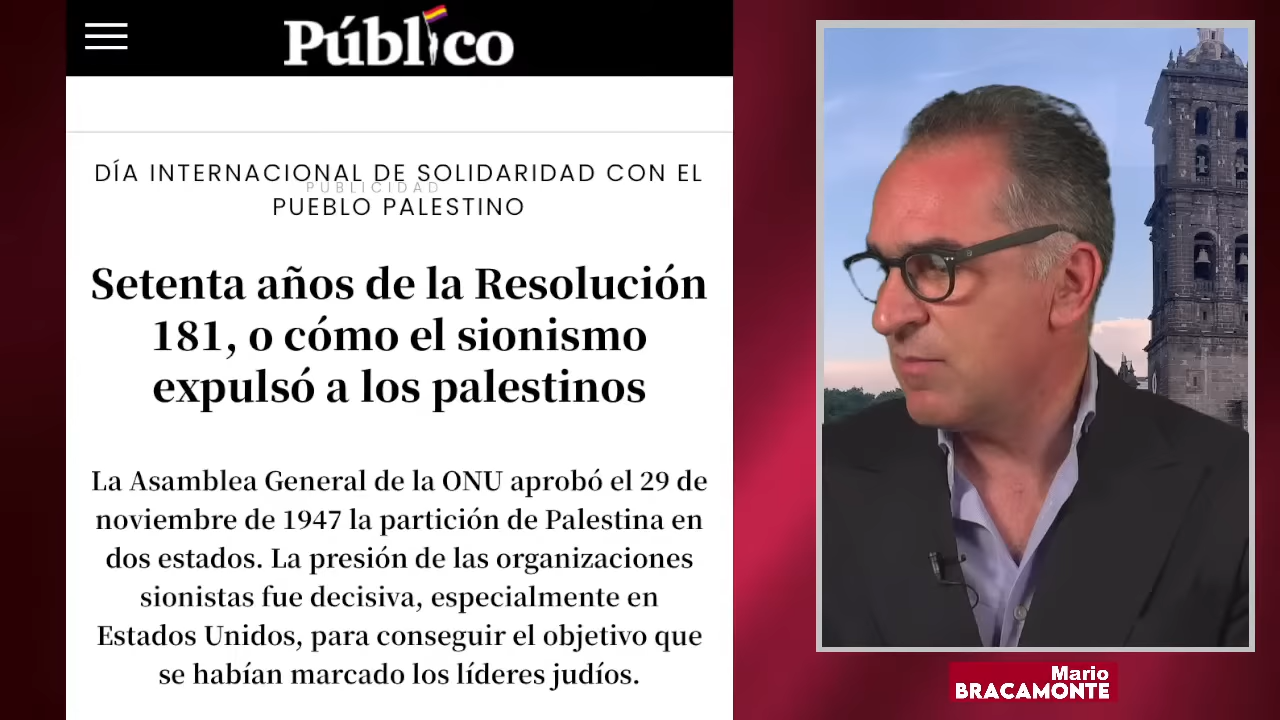 Público
DÍA INTERNACIONAL DE SOLIDARIDAD CON EL
PUBLICIDAD
PUEBLO PALESTINO
Setenta años de la Resolución
181, o cómo el sionismo
expulsó a los palestinos
La Asamblea General de la ONU aprobó el 29 de
noviembre de 1947 la partición de Palestina en
dos estados. La presión de las organizaciones
sionistas fue decisiva, especialmente en
Estados Unidos, para conseguir el objetivo que
se habían marcado los líderes judíos.
Mario
BRACAMONTE